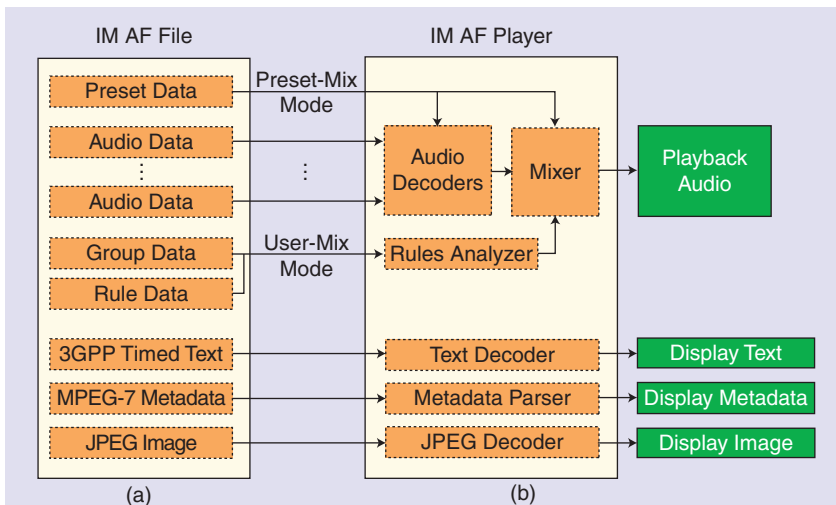 IM AF File
IM AF Player
Preset Data
Preset-Mix
Mode
Audio Data
⋮
⋮
Audio Data
Audio
Decoders
Mixer
Playback
Audio
Group Data
User-Mix
Mode
Rules Analyzer
Rule Data
3GPP Timed Text
Text Decoder
Display Text
MPEG-7 Metadata
Metadata Parser
Display Metadata
JPEG Image
JPEG Decoder
Display Image
(a)
(b)